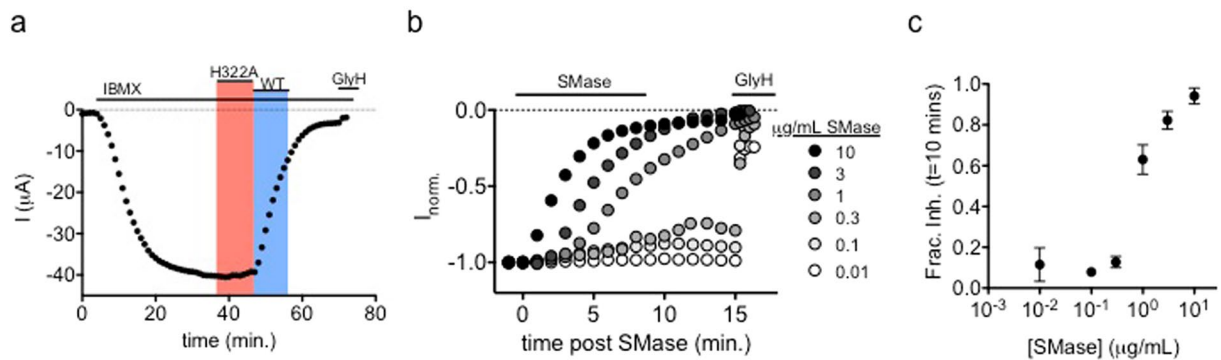 a
b
c
IBMX
H322A
WT
GlyH
0
-10
-20
-30
-40
I (μA)
0
20
40
60
80
time (min.)
SMase
GlyH
0.0
-0.5
-1.0
I norm.
0
5
10
15
time post SMase (min.)
μg/mL SMase
10
3
1
0.3
0.1
0.01
1.0
0.8
0.6
0.4
0.2
0.0
Frac. Inh. (t=10 mins)
10⁻³ 10⁻² 10⁻¹ 10⁰ 10¹
[SMase] (μg/mL)